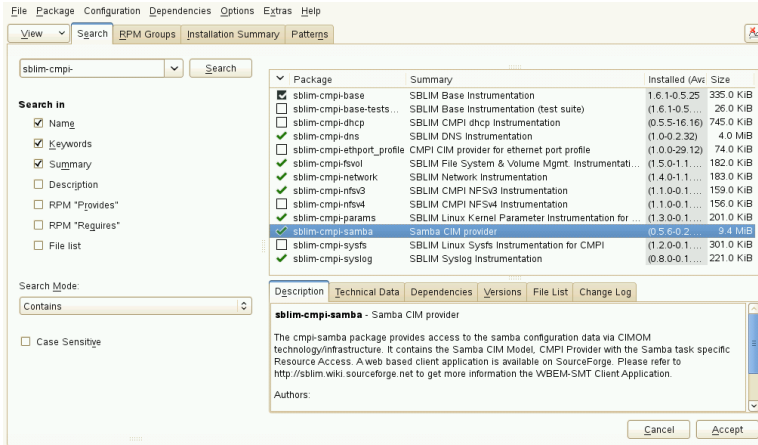 File Package Configuration Dependencies Options Extras Help
View Search RPM Groups Installation Summary Patterns
sblim-cmpi- Search
Search in
Name
Keywords
Summary
Description
RPM "Provides"
RPM "Requires"
File list
Search Mode:
Contains
Case Sensitive
Package Summary Installed (Ava Size
sblim-cmpi-base SBLIM Base Instrumentation 1.6.1-0.5.25 335.0 KiB
sblim-cmpi-base-tests... SBLIM Base Instrumentation (test suite) (1.6.1-0.5.... 26.0 KiB
sblim-cmpi-dhcp SBLIM CMPI dhcp Instrumentation (0.5.5-16.16) 745.0 KiB
sblim-cmpi-dns SBLIM DNS Instrumentation (1.0-0.2.32) 4.0 MiB
sblim-cmpi-ethport_profile CMPI CIM provider for ethernet port profile (1.0.0-29.12) 74.0 KiB
sblim-cmpi-fsvol SBLIM File System & Volume Mgmt. Instrumentati... (1.5.0-1.1.... 182.0 KiB
sblim-cmpi-network SBLIM Network Instrumentation (1.4.0-1.1.... 183.0 KiB
sblim-cmpi-nfsv3 SBLIM CMPI NFSv3 Instrumentation (1.1.0-0.1.... 159.0 KiB
sblim-cmpi-nfsv4 SBLIM CMPI NFSv4 Instrumentation (1.1.0-0.1.... 156.0 KiB
sblim-cmpi-params SBLIM Linux Kernel Parameter Instrumentation for ... (1.3.0-0.1.... 201.0 KiB
sblim-cmpi-samba Samba CIM provider (0.5.6-0.2.... 9.4 MiB
sblim-cmpi-sysfs SBLIM Linux Sysfs Instrumentation for CMPI (1.2.0-0.1.... 301.0 KiB
sblim-cmpi-syslog SBLIM Syslog Instrumentation (0.8.0-0.1.... 221.0 KiB
Description Technical Data Dependencies Versions File List Change Log
sblim-cmpi-samba - Samba CIM provider
The cmpi-samba package provides access to the samba configuration data via CIMOM
technology/infrastructure. It contains the Samba CIM Model, CMPI Provider with the Samba task specific
Resource Access. A web based client application is available on SourceForge. Please refer to
http://sblim.wiki.sourceforge.net to get more information the WBEM-SMT Client Application.
Authors:
Cancel Accept